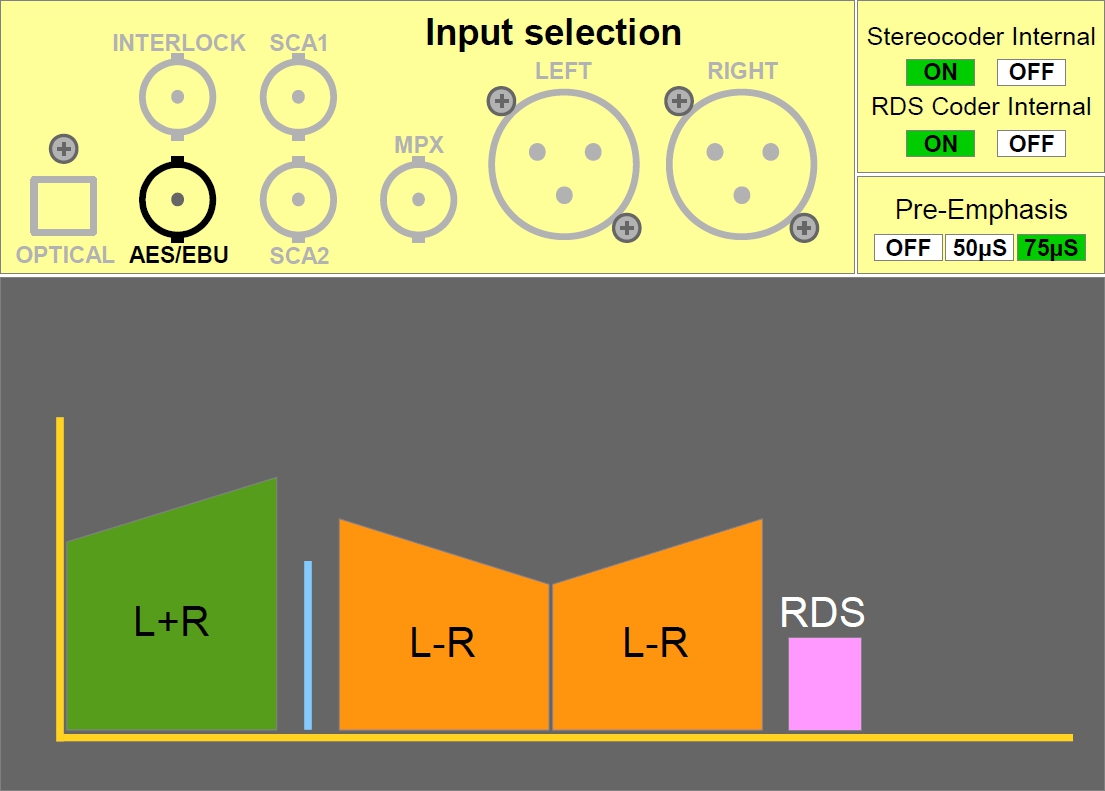 Input selection
INTERLOCK
SCA1
LEFT
RIGHT
MPX
OPTICAL
AES/EBU
SCA2
Stereocoder Internal
ON OFF
RDS Coder Internal
ON OFF
Pre-Emphasis
OFF 50µS 75µS
L+R
L-R
L-R
RDS